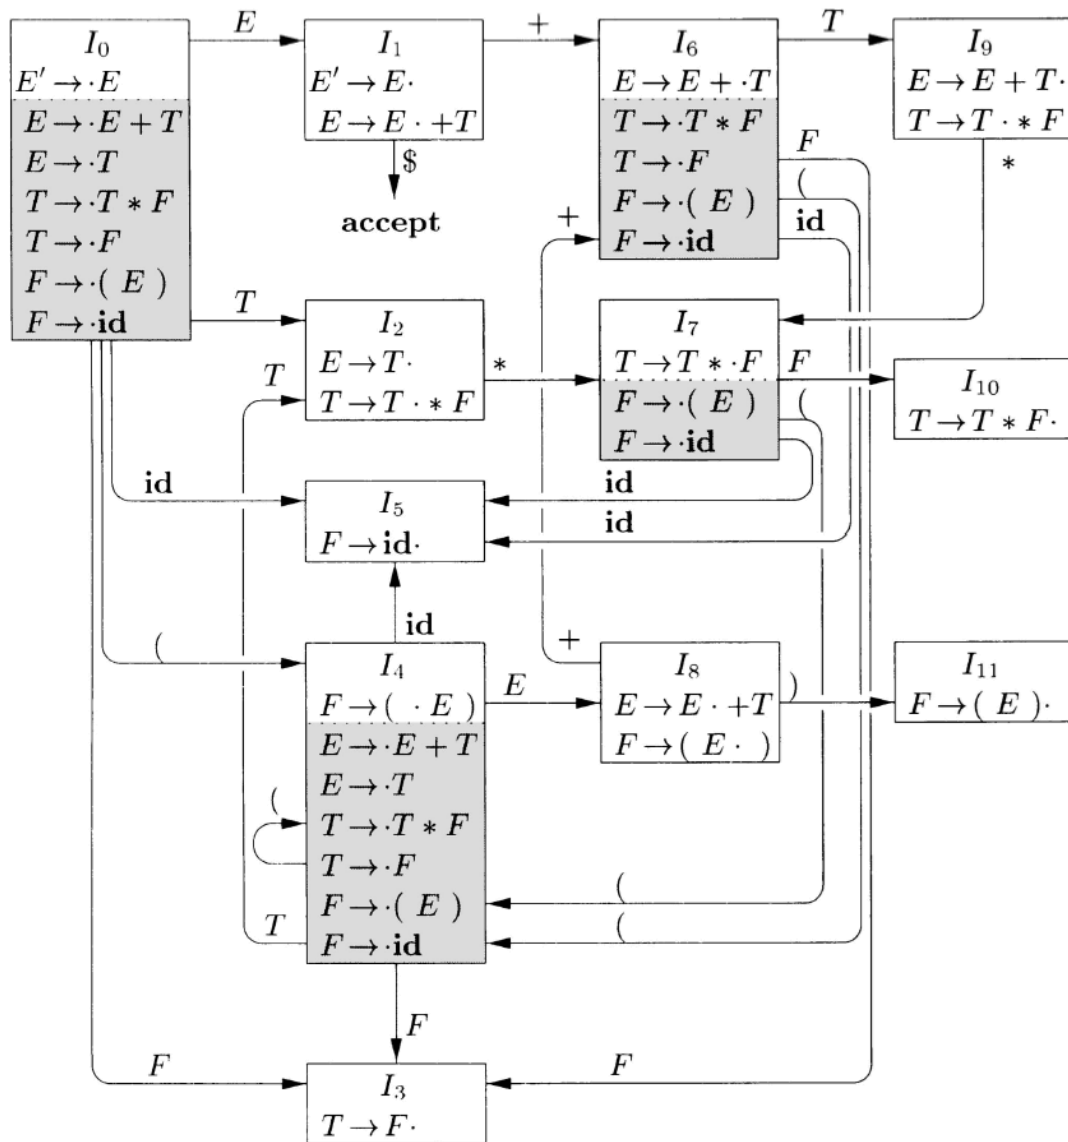 I₀
E′ → ·E
E → ·E + T
E → ·T
T → ·T * F
T → ·F
F → ·( E )
F → ·id
E
I₁
E′ → E·
E → E· +T
$
accept
+
I₆
E → E + ·T
T → ·T * F
T → ·F
F → ·( E )
F → ·id
T
I₉
E → E + T·
T → T· * F
*
F
(
id
+
T
I₂
E → T·
T → T· * F
T
*
I₇
T → T * ·F
F → ·( E )
F → ·id
F
(
I₁₀
T → T * F·
id
I₅
F → id·
id
id
id
(
I₄
F → ( · E )
E → ·E + T
E → ·T
T → ·T * F
T → ·F
F → ·( E )
F → ·id
E
+
I₈
E → E· +T
F → ( E· )
)
I₁₁
F → ( E )·
(
T
(
(
F
F
I₃
T → F·
F